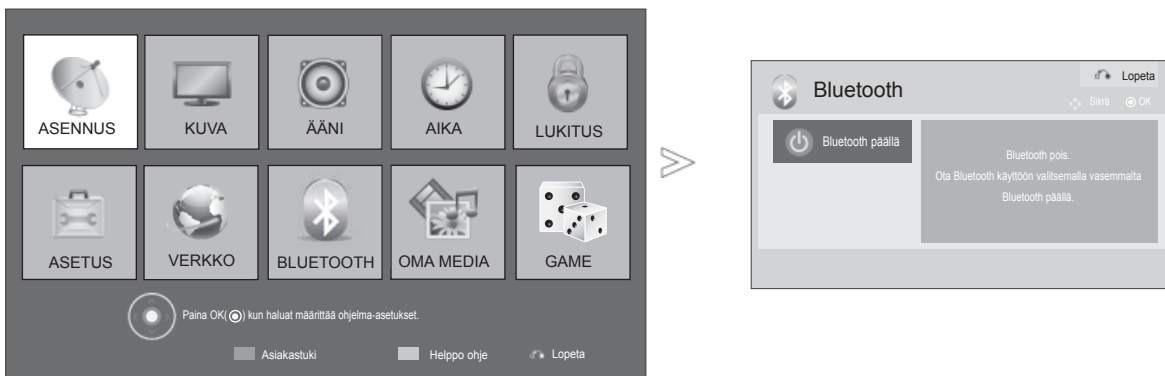 ASENNUS
KUVA
ÄÄNI
AIKA
LUKITUS
ASETUS
VERKKO
BLUETOOTH
OMA MEDIA
GAME
Paina OK(◉) kun haluat määrittää ohjelma-asetukset.
Asiakastuki
Helppo ohje
Lopeta
Bluetooth
Lopeta
Siirrä
OK
Bluetooth päällä
Bluetooth pois.
Ota Bluetooth käyttöön valitsemalla vasemmalta
Bluetooth päällä.